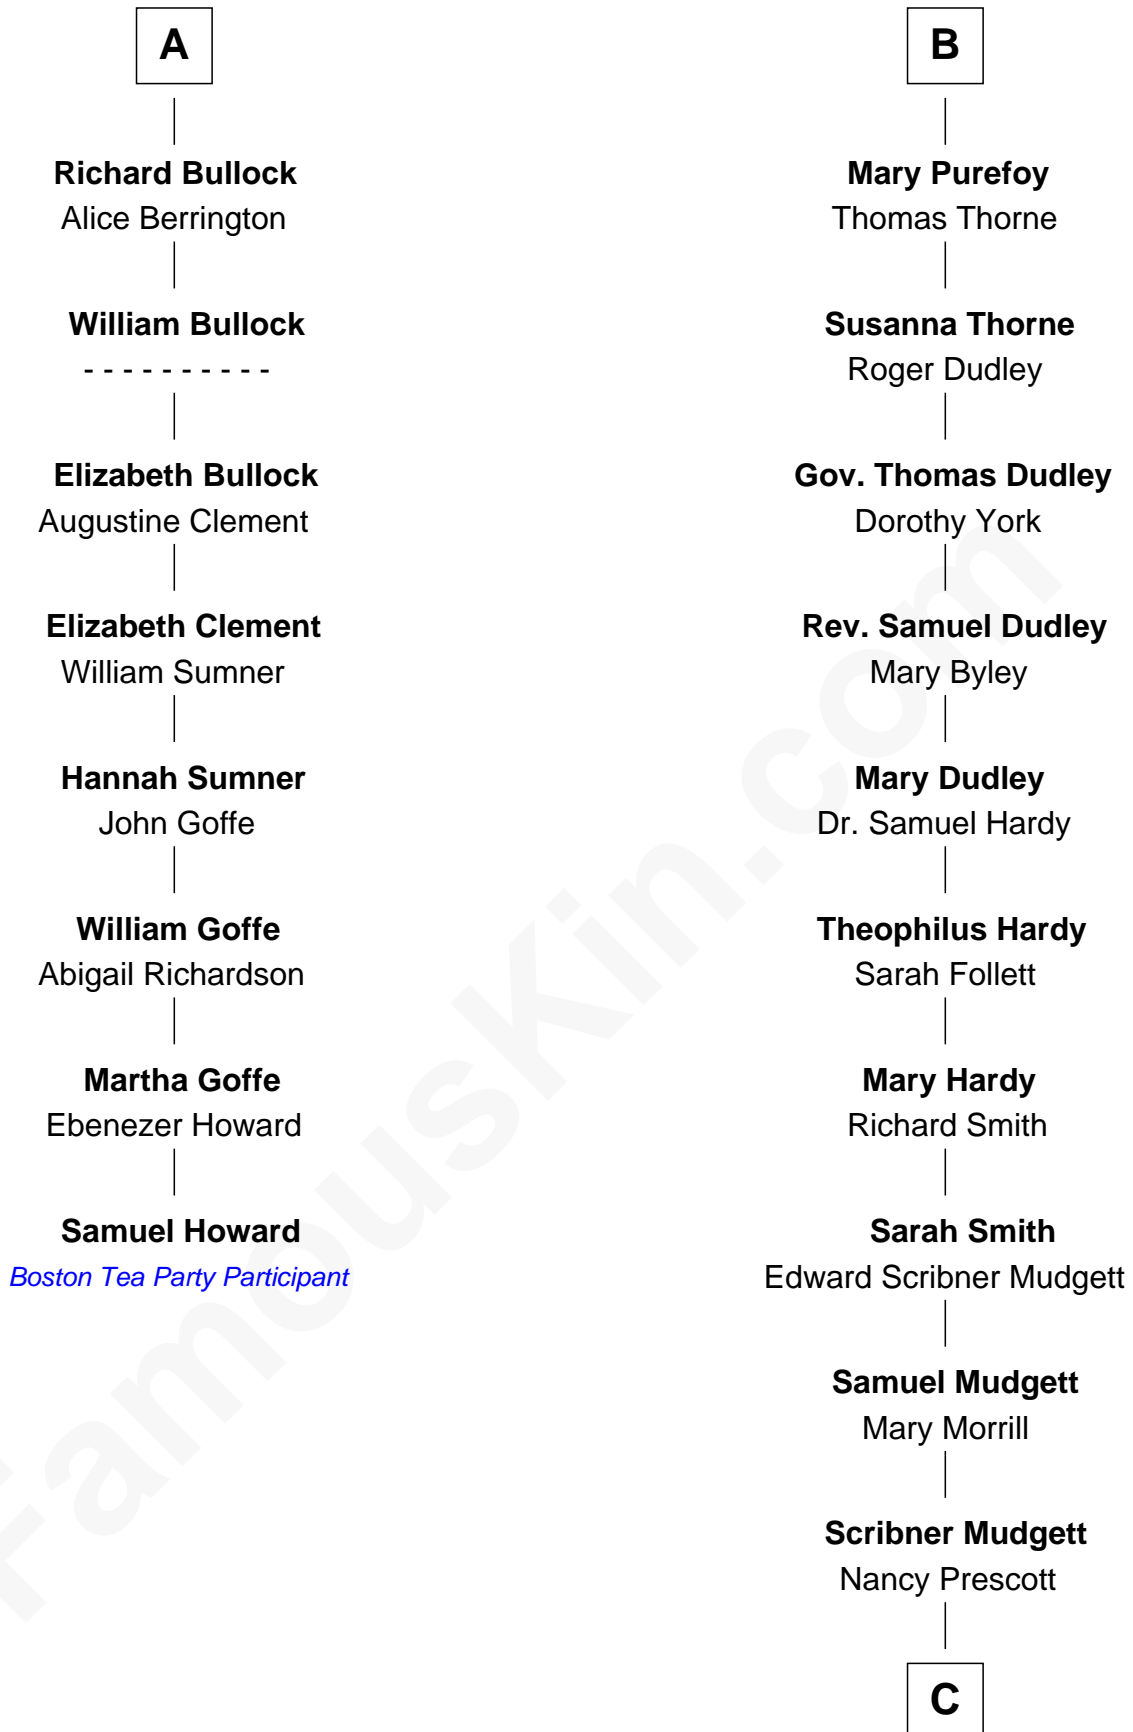 A
Richard Bullock
Alice Berrington
William Bullock
- - - - - - - - - -
Elizabeth Bullock
Augustine Clement
Elizabeth Clement
William Sumner
Hannah Sumner
John Goffe
William Goffe
Abigail Richardson
Martha Goffe
Ebenezer Howard
Samuel Howard
Boston Tea Party Participant
B
Mary Purefoy
Thomas Thorne
Susanna Thorne
Roger Dudley
Gov. Thomas Dudley
Dorothy York
Rev. Samuel Dudley
Mary Byley
Mary Dudley
Dr. Samuel Hardy
Theophilus Hardy
Sarah Follett
Mary Hardy
Richard Smith
Sarah Smith
Edward Scribner Mudgett
Samuel Mudgett
Mary Morrill
Scribner Mudgett
Nancy Prescott
C
FamousKin.com